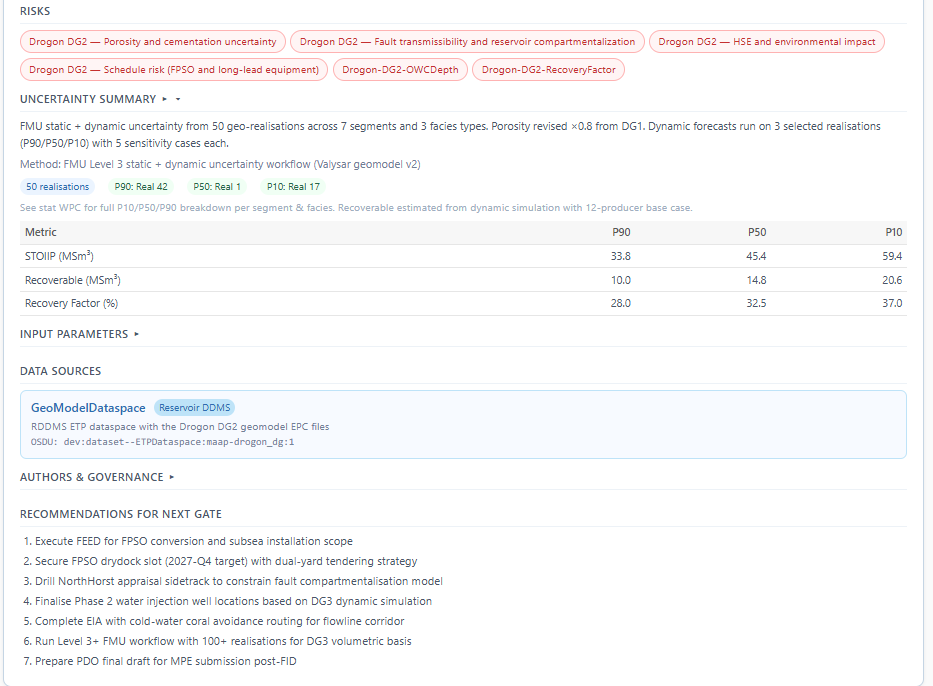 RISKS
Drogon DG2 — Porosity and cementation uncertainty Drogon DG2 — Fault transmissibility and reservoir compartmentalization Drogon DG2 — HSE and environmental impact
Drogon DG2 — Schedule risk (FPSO and long-lead equipment) Drogon-DG2-OWCDepth Drogon-DG2-RecoveryFactor
UNCERTAINTY SUMMARY
FMU static + dynamic uncertainty from 50 geo-realisations across 7 segments and 3 facies types. Porosity revised ×0.8 from DG1. Dynamic forecasts run on 3 selected realisations
(P90/P50/P10) with 5 sensitivity cases each.
Method: FMU Level 3 static + dynamic uncertainty workflow (Valysar geomodel v2)
50 realisations P90: Real 42 P50: Real 1 P10: Real 17
See stat WPC for full P10/P50/P90 breakdown per segment & facies. Recoverable estimated from dynamic simulation with 12-producer base case.
Metric P90 P50 P10
STOIIP (MSm³) 33.8 45.4 59.4
Recoverable (MSm³) 10.0 14.8 20.6
Recovery Factor (%) 28.0 32.5 37.0
INPUT PARAMETERS
DATA SOURCES
GeoModelDataspace Reservoir DDMS
RDDMS ETP dataspace with the Drogon DG2 geomodel EPC files
OSDU: dev:dataset--ETPDataspace:maap-drogon_dg:1
AUTHORS & GOVERNANCE
RECOMMENDATIONS FOR NEXT GATE
1. Execute FEED for FPSO conversion and subsea installation scope
2. Secure FPSO drydock slot (2027-Q4 target) with dual-yard tendering strategy
3. Drill NorthHorst appraisal sidetrack to constrain fault compartmentalisation model
4. Finalise Phase 2 water injection well locations based on DG3 dynamic simulation
5. Complete EIA with cold-water coral avoidance routing for flowline corridor
6. Run Level 3+ FMU workflow with 100+ realisations for DG3 volumetric basis
7. Prepare PDO final draft for MPE submission post-FID